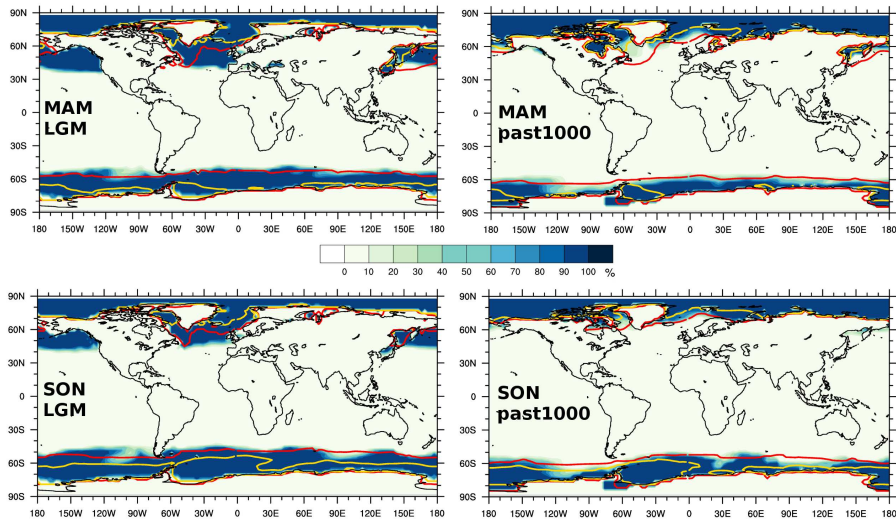 90N 90N
60N 60N
30N 30N
0 MAM LGM 0 MAM past1000
30S 30S
60S 60S
90S 90S
180 150W 120W 90W 60W 30W 0 30E 60E 90E 120E 150E 180 180 150W 120W 90W 60W 30W 0 30E 60E 90E 120E 150E 180
0 10 20 30 40 50 60 70 80 90 100 %
90N 90N
60N 60N
30N 30N
0 SON LGM 0 SON past1000
30S 30S
60S 60S
90S 90S
180 150W 120W 90W 60W 30W 0 30E 60E 90E 120E 150E 180 180 150W 120W 90W 60W 30W 0 30E 60E 90E 120E 150E 180